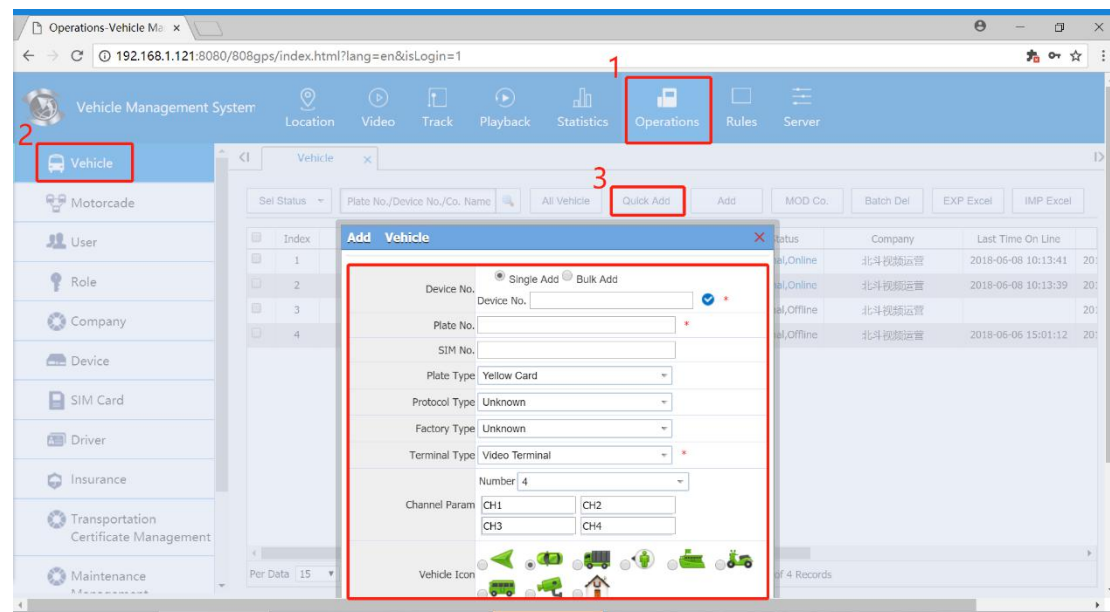 Operations-Vehicle Ma
192.168.1.121:8080/808gps/index.html?lang=en&isLogin=1
1
Vehicle Management System
Location Video Track Playback Statistics Operations Rules Server
2
Vehicle
Motorcade
User
Role
Company
Device
SIM Card
Driver
Insurance
Transportation
Certificate Management
Maintenance
Management
Vehicle
3
Sel Status Plate No./Device No./Co. Name All Vehicle Quick Add Add MOD Co. Batch Del EXP Excel IMP Excel
Index Status Company Last Time On Line
1 al,Online 北斗视频运营 2018-06-08 10:13:41 201
2 al,Online 北斗视频运营 2018-06-08 10:13:39 201
3 al,Offline 北斗视频运营 201
4 al,Offline 北斗视频运营 2018-06-06 15:01:12 201
Add Vehicle
Device No. Single Add Bulk Add
Device No. *
Plate No. *
SIM No.
Plate Type Yellow Card
Protocol Type Unknown
Factory Type Unknown
Terminal Type Video Terminal *
Channel Param Number 4
CH1 CH2
CH3 CH4
Vehicle Icon
Per Data 15 of 4 Records